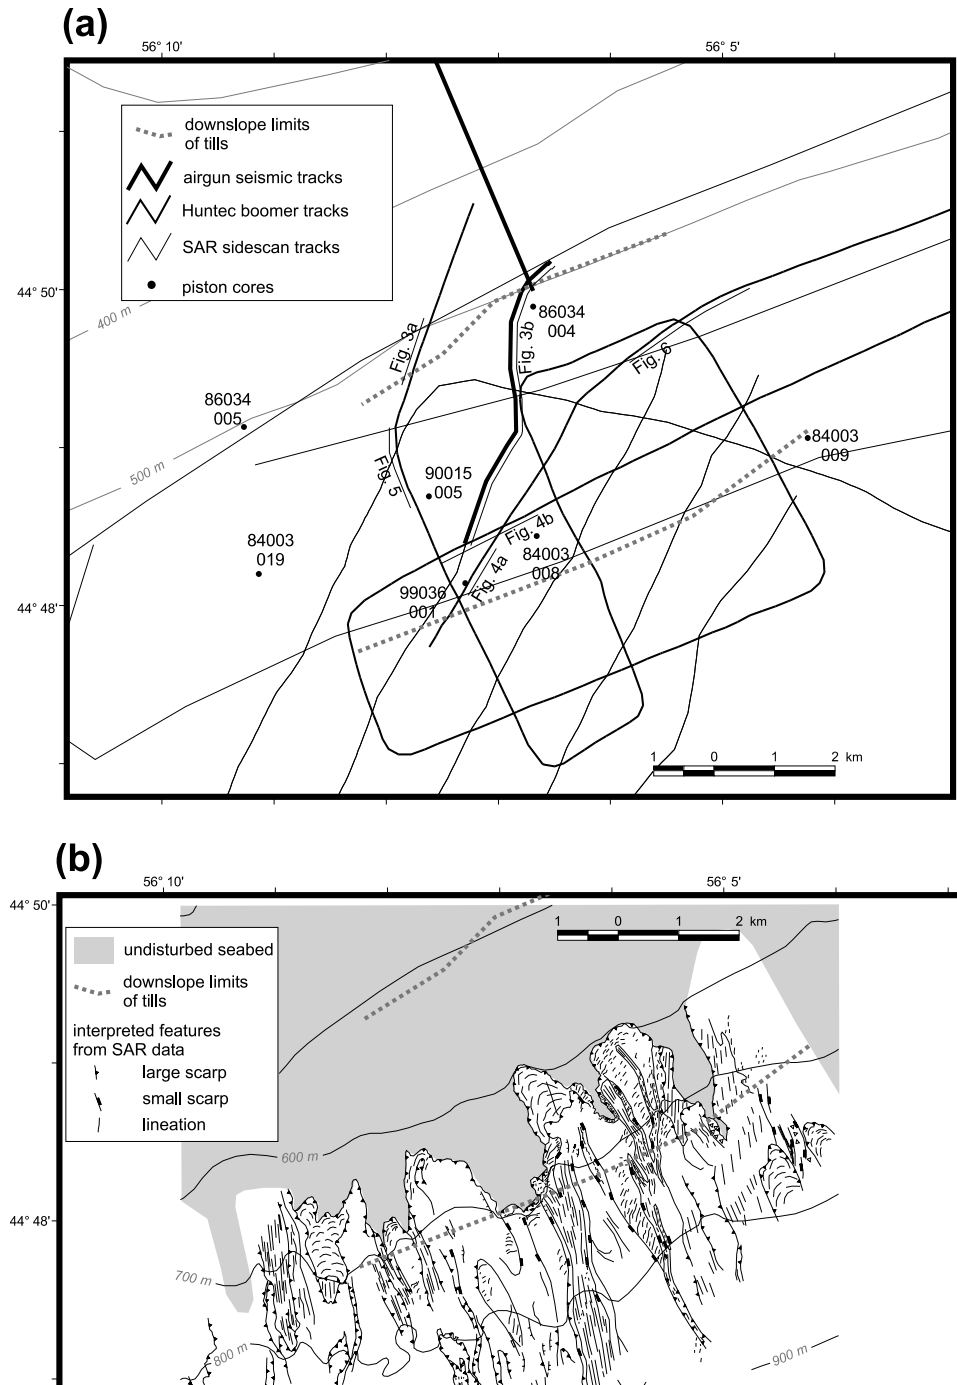 (a)
56° 10'
56° 5'
downslope limits
of tills
airgun seismic tracks
Huntec boomer tracks
SAR sidescan tracks
piston cores
44° 50'
400 m
Fig. 3a
Fig. 3b
86034
004
Fig. 6
86034
005
500 m
Fig. 5
90015
005
84003
009
Fig. 4b
84003
019
84003
008
Fig. 4a
99036
001
44° 48'
1 0 1 2 km
(b)
56° 10'
56° 5'
44° 50'
1 0 1 2 km
undisturbed seabed
downslope limits
of tills
interpreted features
from SAR data
large scarp
small scarp
lineation
600 m
44° 48'
700 m
800 m
900 m